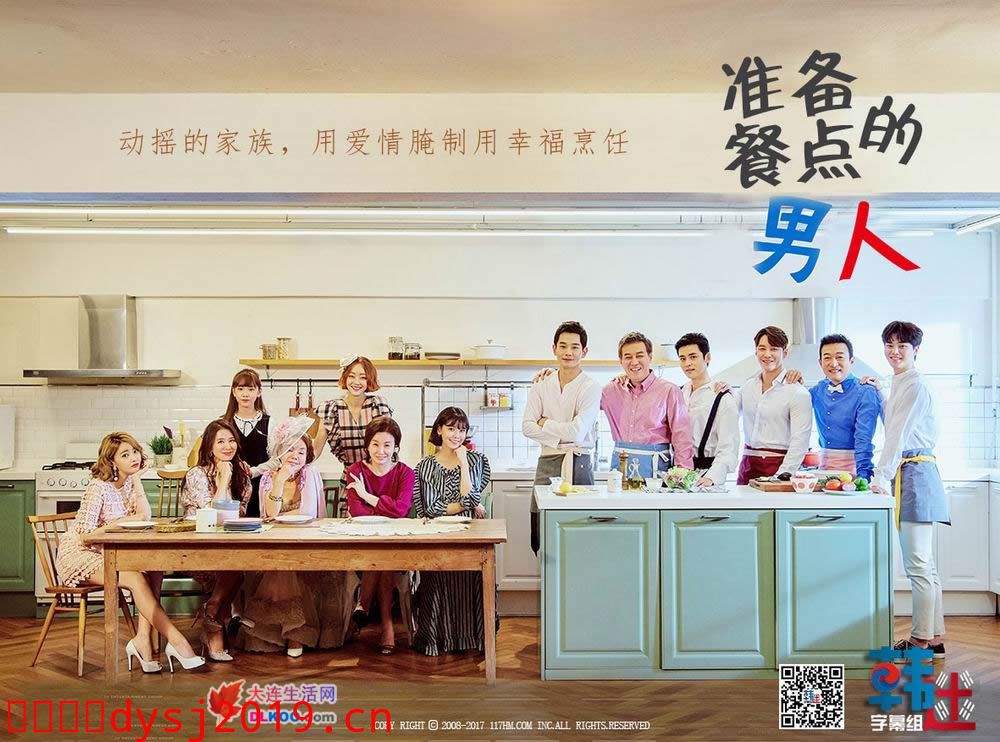 准备
餐点的
男人
动摇的家族，用爱情腌制用幸福烹饪
大连生活网
DLKOO.com
dysj2019.cn
COPY RIGHT © 2008-2017 117HM.COM INC.ALL RIGHTS.RESERVED
韩迷
字幕组